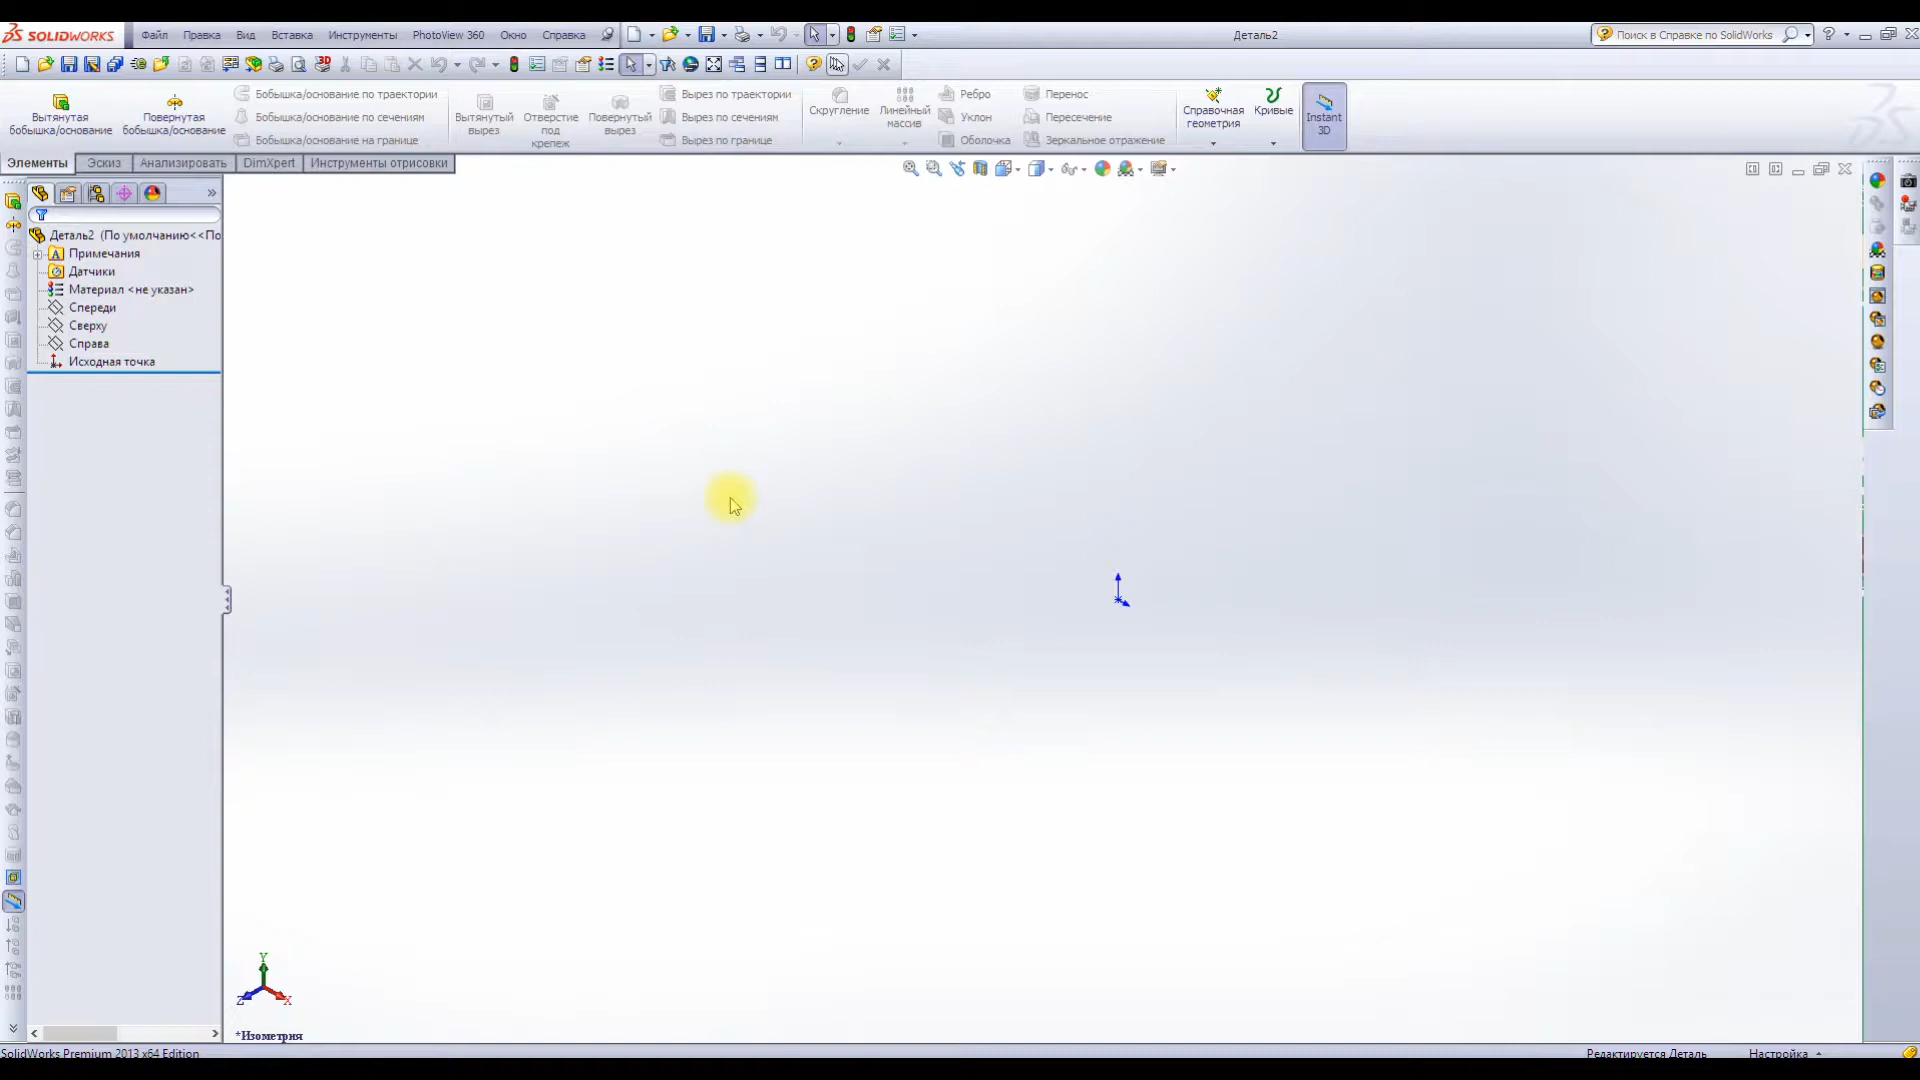 SOLIDWORKS Файл Правка Вид Вставка Инструменты PhotoView 360 Окно Справка Деталь2 Поиск в Справке по SolidWorks
3D
Вытянутая бобышка/основание
Повернутая бобышка/основание
Бобышка/основание по траектории
Бобышка/основание по сечениям
Бобышка/основание на границе
Вытянутый вырез
Отверстие под крепеж
Повернутый вырез
Вырез по траектории
Вырез по сечениям
Вырез по границе
Скругление
Линейный массив
Ребро
Уклон
Оболочка
Перенос
Пересечение
Зеркальное отражение
Справочная геометрия
Кривые
Instant 3D
Элементы Эскиз Анализировать DimXpert Инструменты отрисовки
Деталь2 (По умолчанию<<По
Примечания
Датчики
Материал <не указан>
Спереди
Сверху
Справа
Исходная точка
Y
Z X
*Изометрия
SolidWorks Premium 2013 x64 Edition Редактируется Деталь Настройка